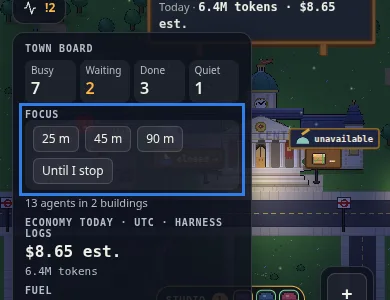 !2
Today · 6.4M tokens · $8.65
est.
TOWN BOARD
Busy Waiting Done Quiet
7 2 3 1
FOCUS
25 m 45 m 90 m
Until I stop
unavailable
13 agents in 2 buildings
ECONOMY TODAY · UTC · HARNESS
LOGS
$8.65 est.
6.4M tokens
FUEL
STUDIO
+